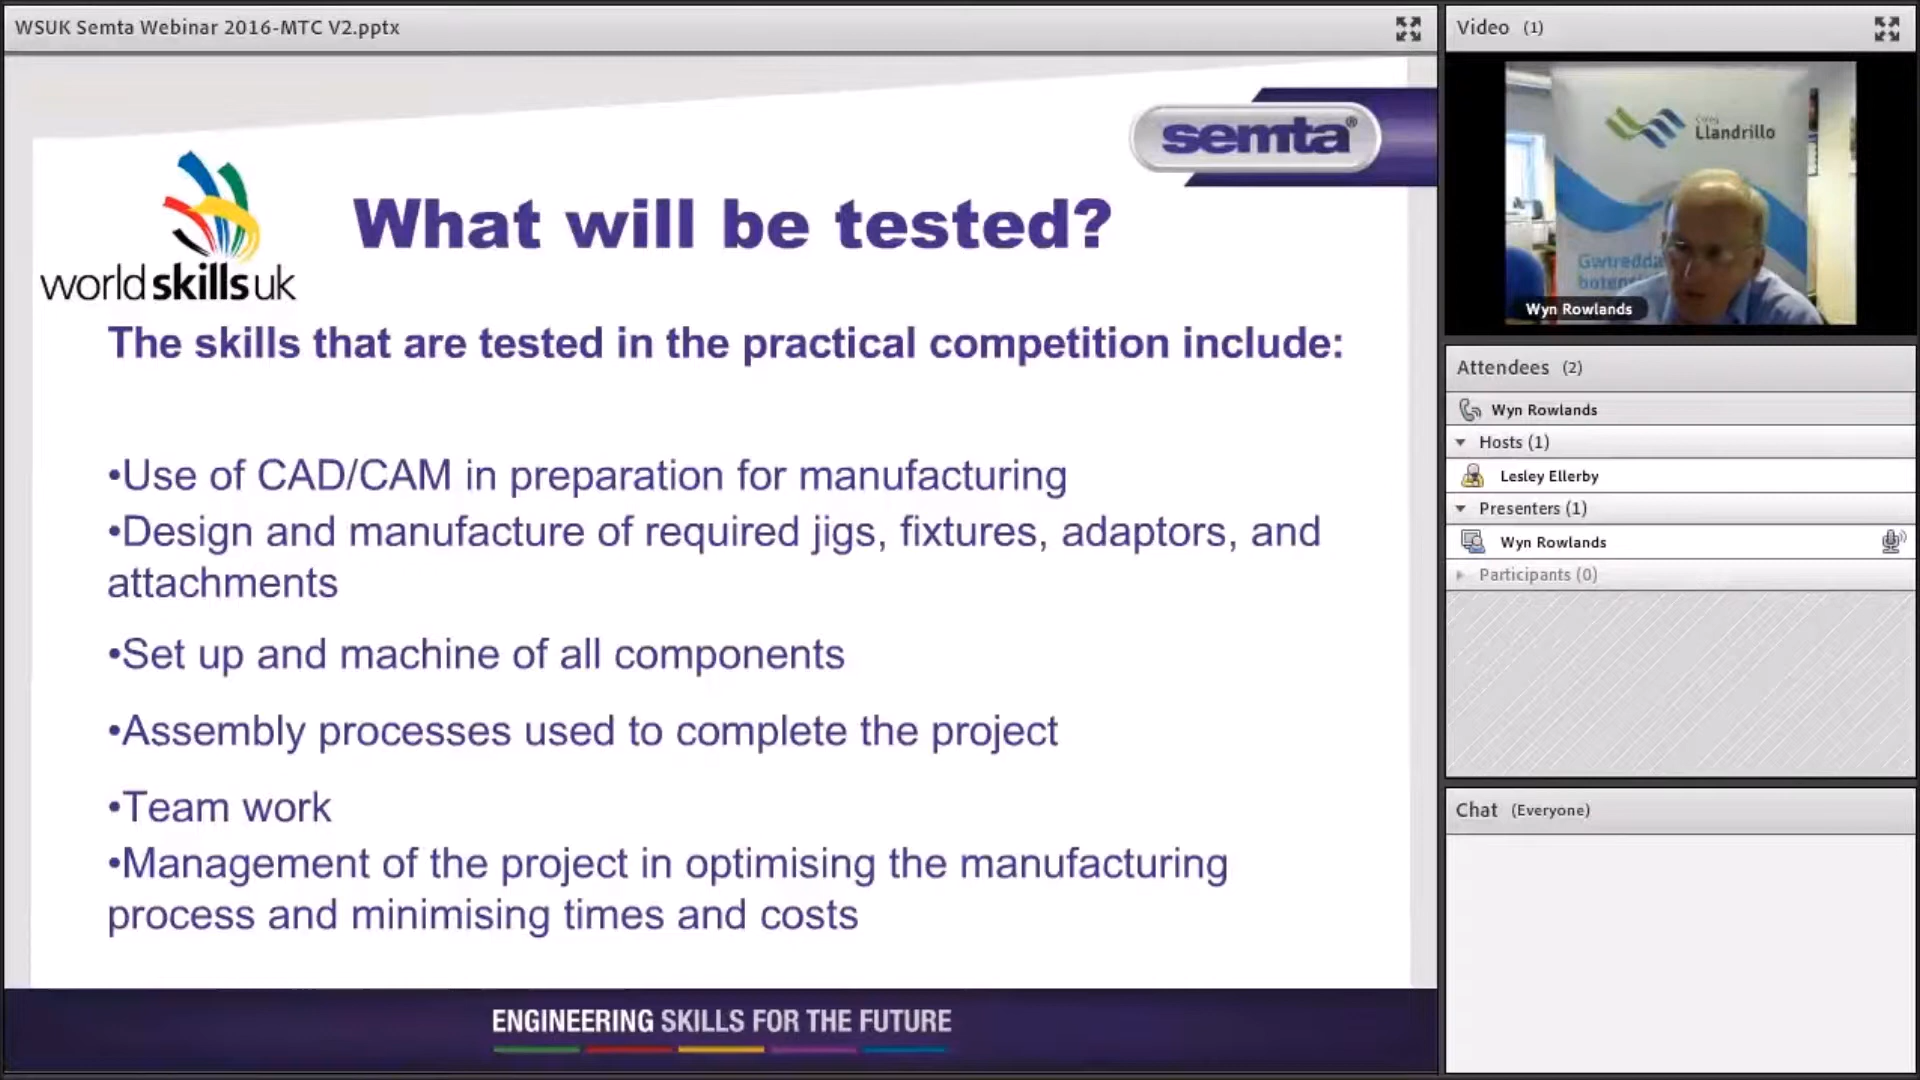 WSUK Semta Webinar 2016-MTC V2.pptx
semta®
worldskillsuk
What will be tested?
The skills that are tested in the practical competition include:
•Use of CAD/CAM in preparation for manufacturing
•Design and manufacture of required jigs, fixtures, adaptors, and
attachments
•Set up and machine of all components
•Assembly processes used to complete the project
•Team work
•Management of the project in optimising the manufacturing
process and minimising times and costs
ENGINEERING SKILLS FOR THE FUTURE
Video (1)
Llandrillo
Wyn Rowlands
Attendees (2)
Wyn Rowlands
Hosts (1)
Lesley Ellerby
Presenters (1)
Wyn Rowlands
Participants (0)
Chat (Everyone)